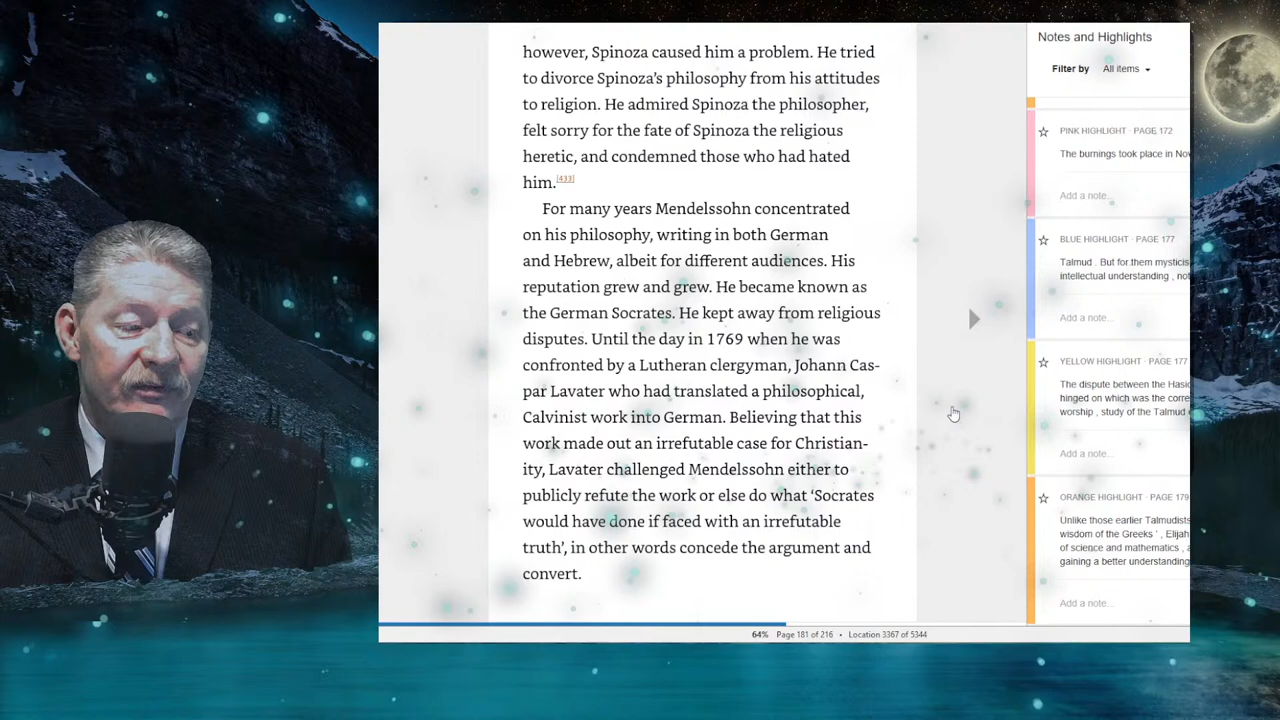 however, Spinoza caused him a problem. He tried
to divorce Spinoza's philosophy from his attitudes
to religion. He admired Spinoza the philosopher,
felt sorry for the fate of Spinoza the religious
heretic, and condemned those who had hated
him.[433]
For many years Mendelssohn concentrated
on his philosophy, writing in both German
and Hebrew, albeit for different audiences. His
reputation grew and grew. He became known as
the German Socrates. He kept away from religious
disputes. Until the day in 1769 when he was
confronted by a Lutheran clergyman, Johann Cas-
par Lavater who had translated a philosophical,
Calvinist work into German. Believing that this
work made out an irrefutable case for Christian-
ity, Lavater challenged Mendelssohn either to
publicly refute the work or else do what ‘Socrates
would have done if faced with an irrefutable
truth’, in other words concede the argument and
convert.
64% Page 181 of 216 • Location 3367 of 5344
Notes and Highlights
Filter by All items
PINK HIGHLIGHT · PAGE 172
The burnings took place in Nov
Add a note...
BLUE HIGHLIGHT · PAGE 177
Talmud . But for them mysticis
intellectual understanding , not
Add a note...
YELLOW HIGHLIGHT · PAGE 177
The dispute between the Hasid
hinged on which was the corre
worship , study of the Talmud
Add a note...
ORANGE HIGHLIGHT · PAGE 179
Unlike those earlier Talmudists
wisdom of the Greeks ' , Elijah
of science and mathematics ,
gaining a better understanding
Add a note...